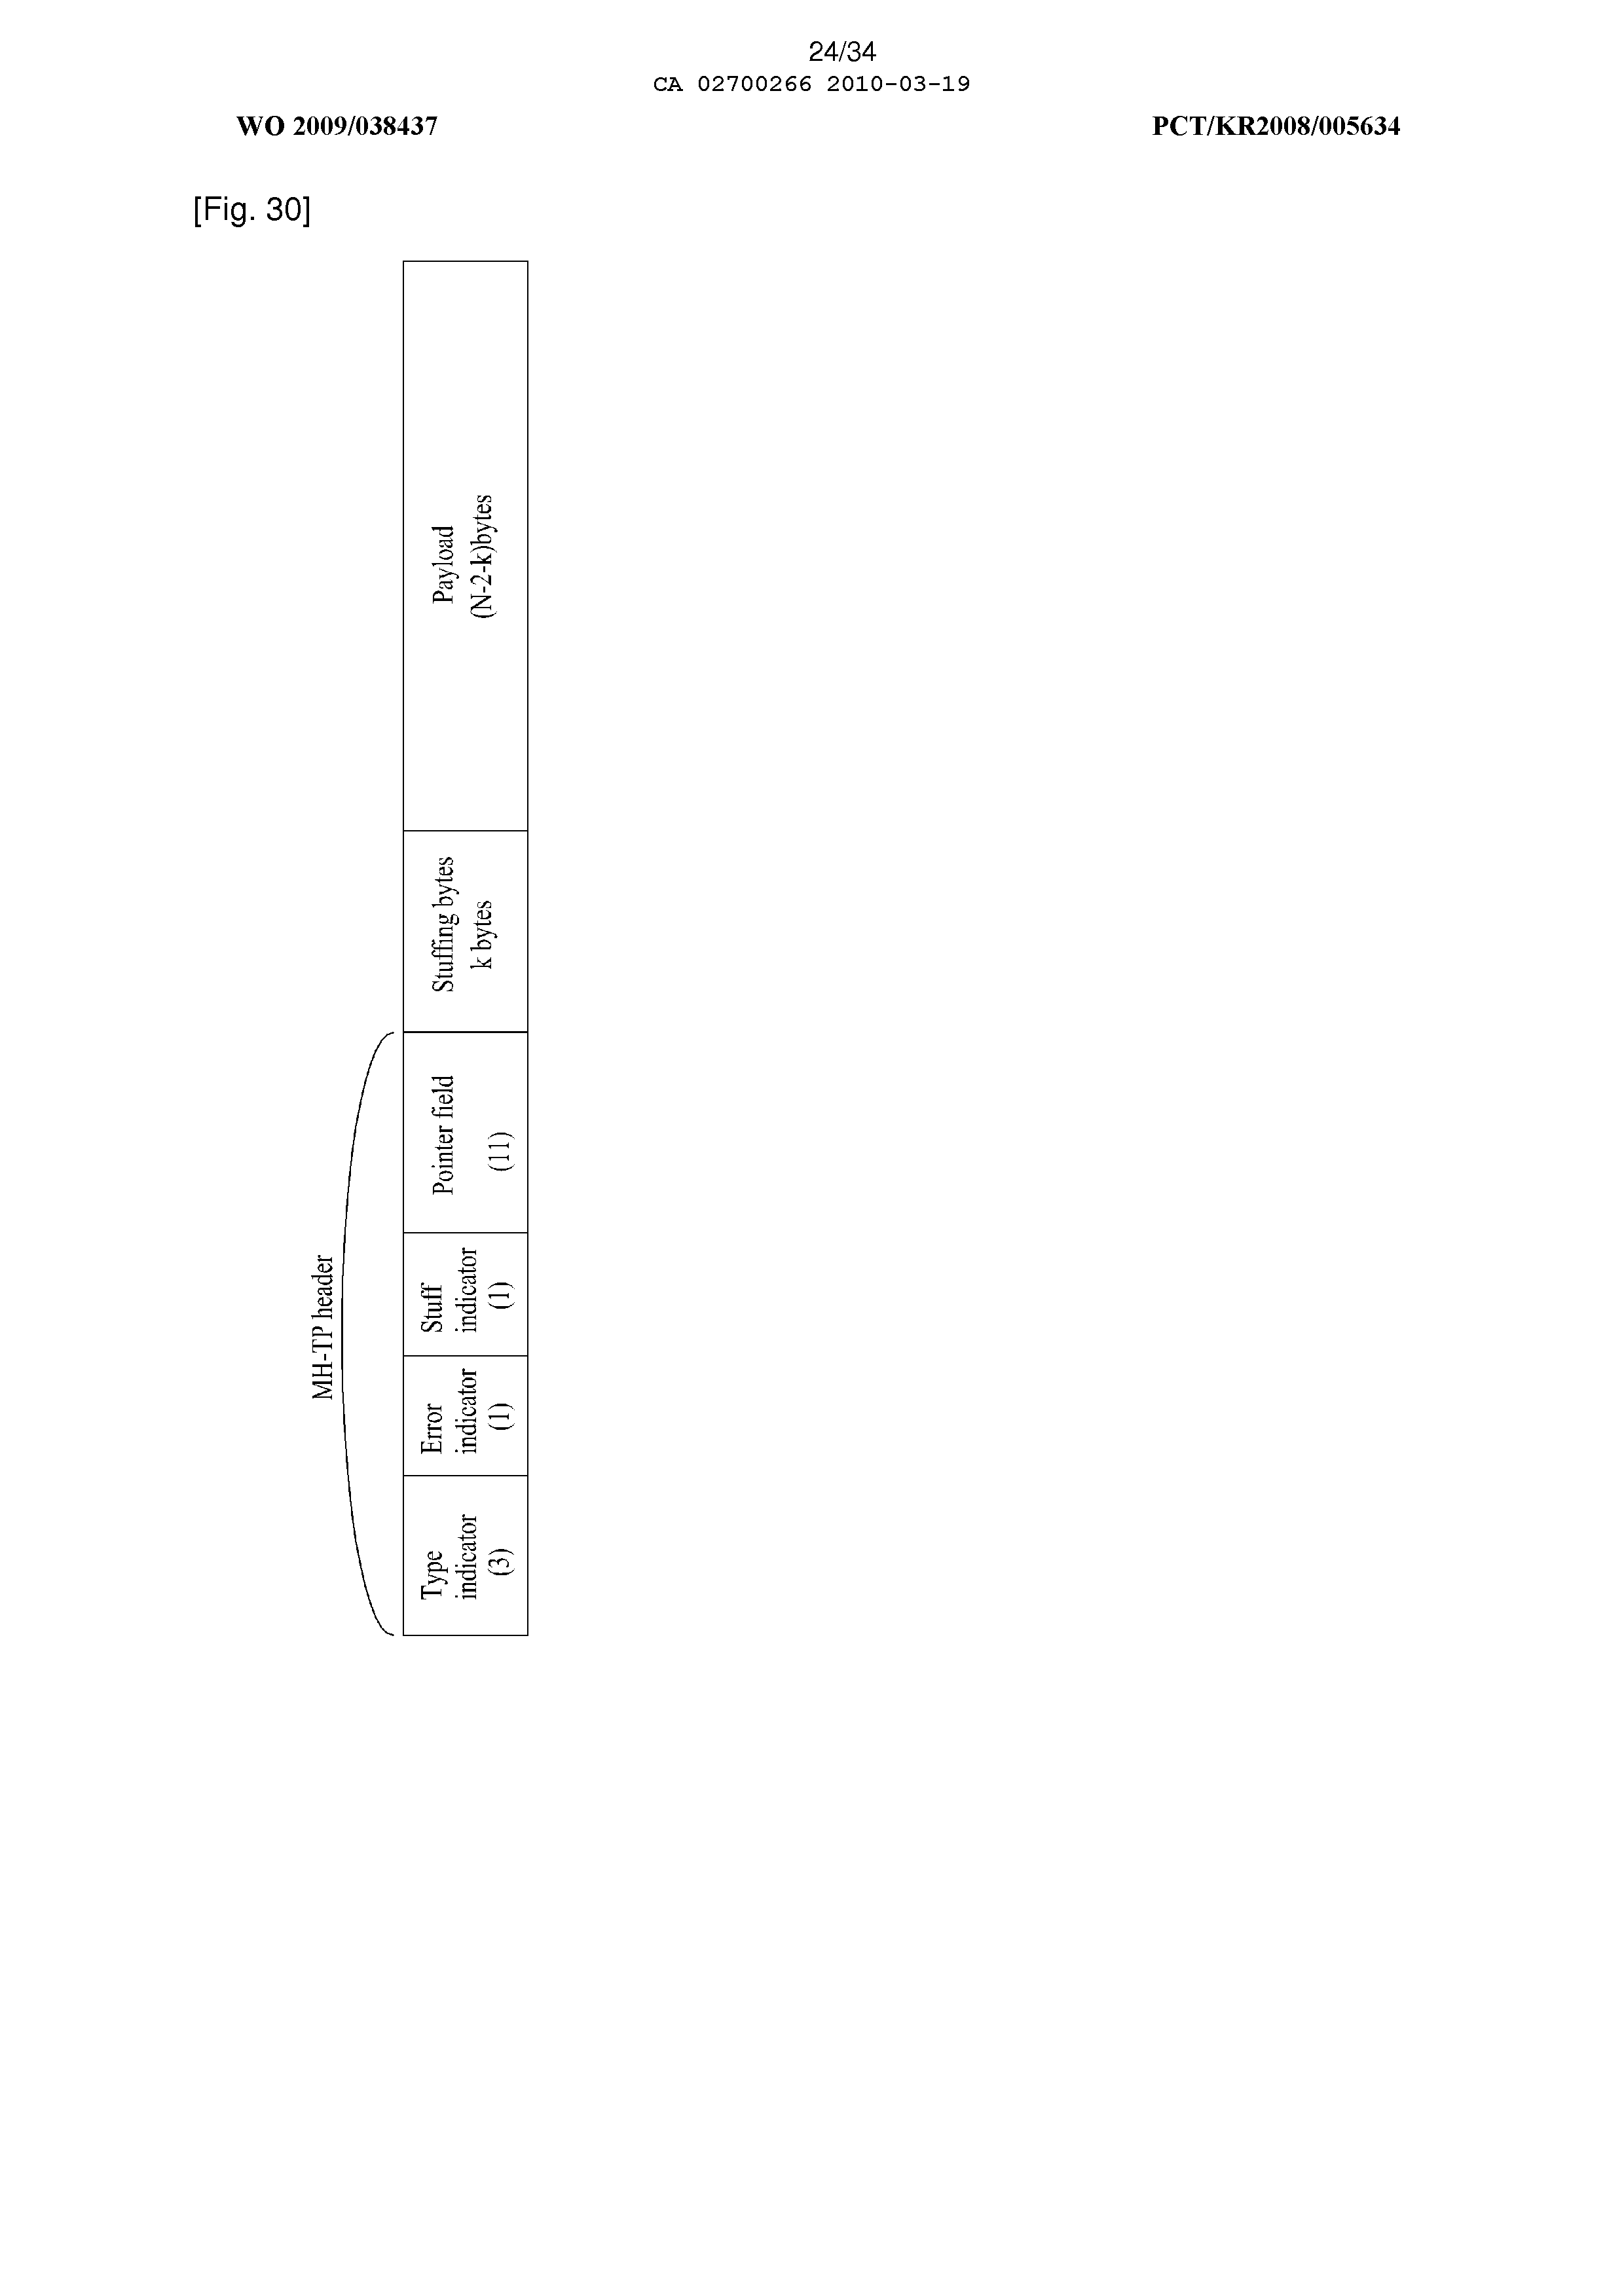 24/34
CA 02700266 2010-03-19
WO 2009/038437
PCT/KR2008/005634
[Fig. 30]
MH-TP header
Type
indicator
(3)
Error
indicator
(1)
Stuff
indicator
(1)
Pointer field
(11)
Stuffing bytes
k bytes
Payload
(N-2-k)bytes